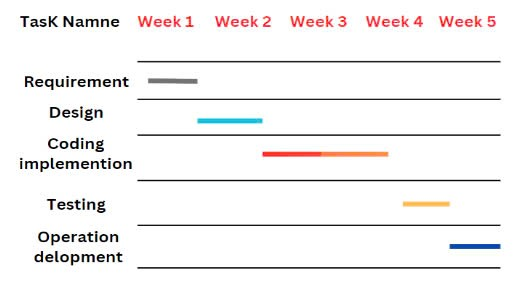 TasK Namne Week 1 Week 2 Week 3 Week 4 Week 5
Requirement
Design
Coding
implemention
Testing
Operation
delopment